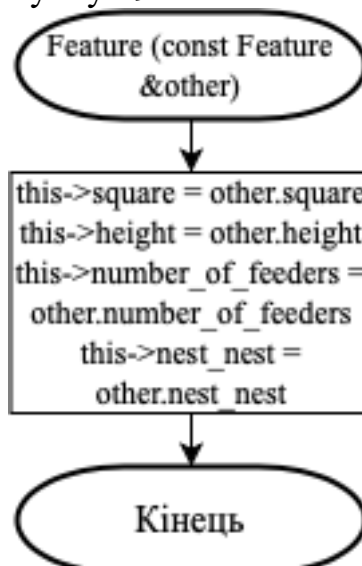 Feature (const Feature
&other)
this->square = other.square
this->height = other.height
this->number_of_feeders =
other.number_of_feeders
this->nest_nest =
other.nest_nest
Кінець